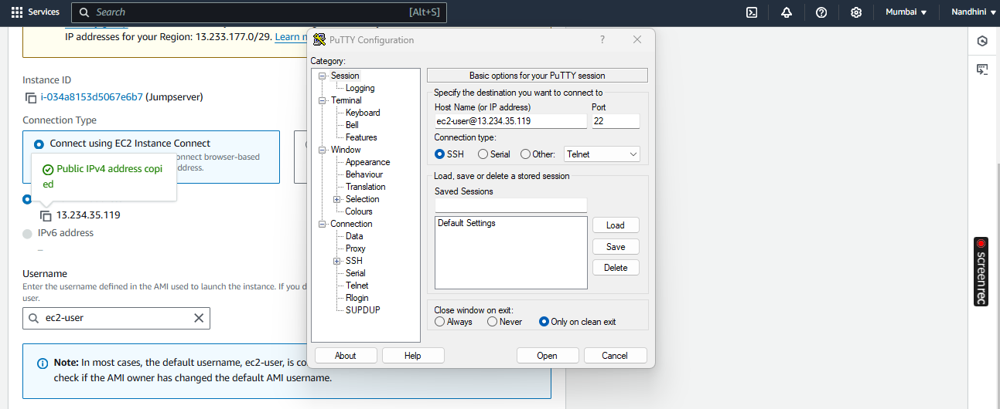 Services
Search
[Alt+S]
Mumbai
Nandhini
IP addresses for your Region: 13.233.177.0/29. Learn
Instance ID
i-034a8153d5067e6b7 (Jumpserver)
Connection Type
Connect using EC2 Instance Connect
browser-based
address.
Public IPv4 address copi
ed
13.234.35.119
IPv6 address
–
Username
Enter the username defined in the AMI used to launch the instance. If you
user.
ec2-user
Note: In most cases, the default username, ec2-user, is
check if the AMI owner has changed the default AMI username.
PuTTY Configuration
?
Category:
Session
Logging
Terminal
Keyboard
Bell
Features
Window
Appearance
Behaviour
Translation
Selection
Colours
Connection
Data
Proxy
SSH
Serial
Telnet
Rlogin
SUPDUP
Basic options for your PuTTY session
Specify the destination you want to connect to
Host Name (or IP address) Port
ec2-user@13.234.35.119 22
Connection type:
SSH Serial Other: Telnet
Load, save or delete a stored session
Saved Sessions
Default Settings
Load
Save
Delete
Close window on exit:
Always Never Only on clean exit
About Help Open Cancel
screenrec